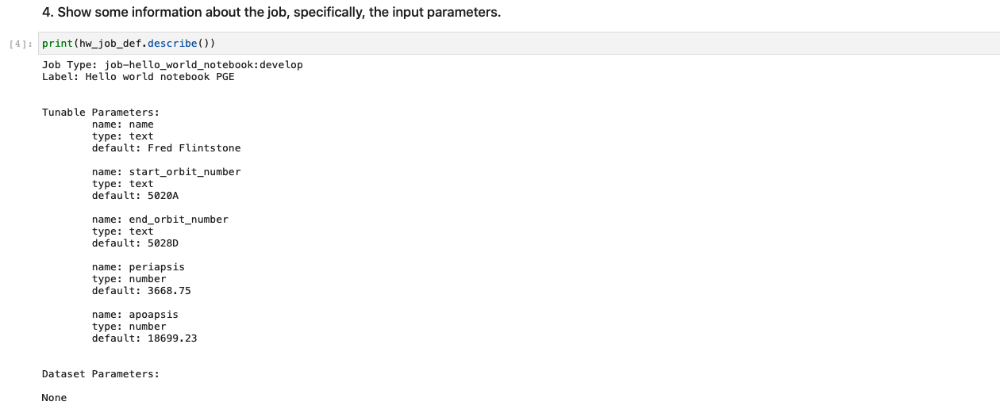 4. Show some information about the job, specifically, the input parameters.
[4]: print(hw_job_def.describe())
Job Type: job-hello_world_notebook:develop
Label: Hello world notebook PGE
Tunable Parameters:
name: name
type: text
default: Fred Flintstone
name: start_orbit_number
type: text
default: 5020A
name: end_orbit_number
type: text
default: 5028D
name: periapsis
type: number
default: 3668.75
name: apoapsis
type: number
default: 18699.23
Dataset Parameters:
None